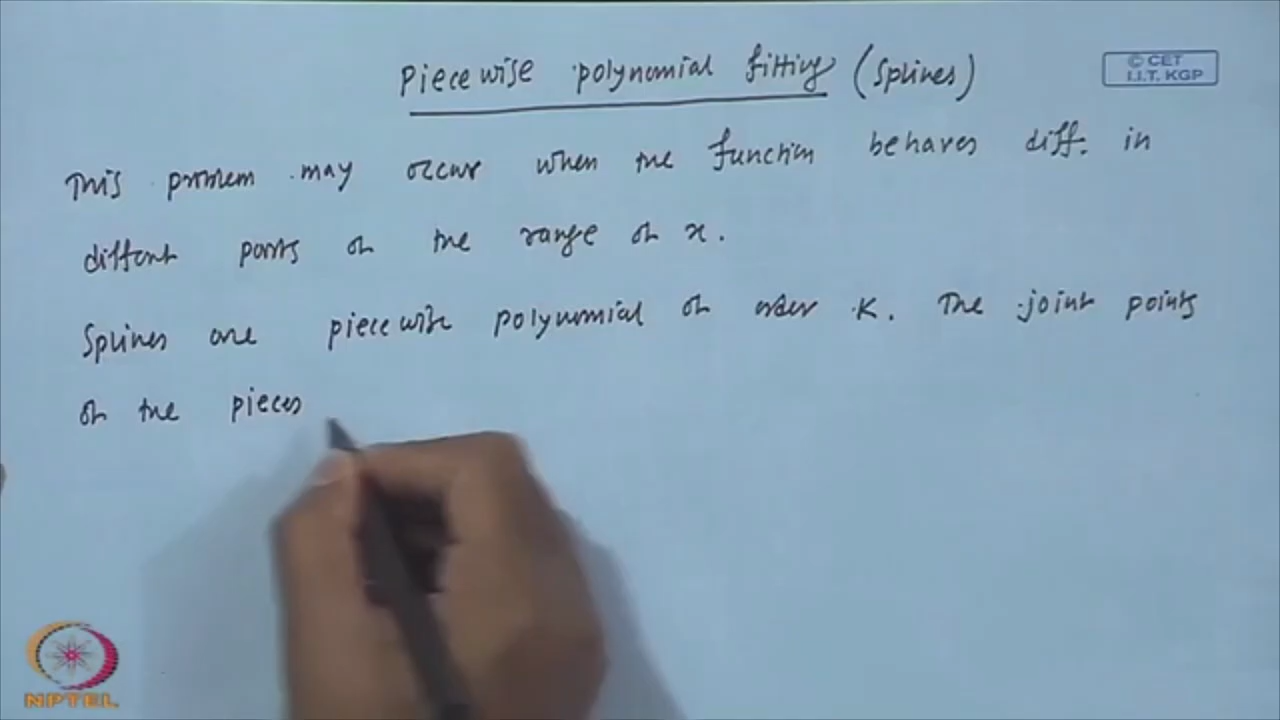 Piecewise polynomial fitting (Splines)
© CET
I.I.T. KGP
This problem may occur when the function behaves diff. in
different parts of the range of x.
Splines are piecewise polynomial of order K. The joint points
of the pieces
NPTEL